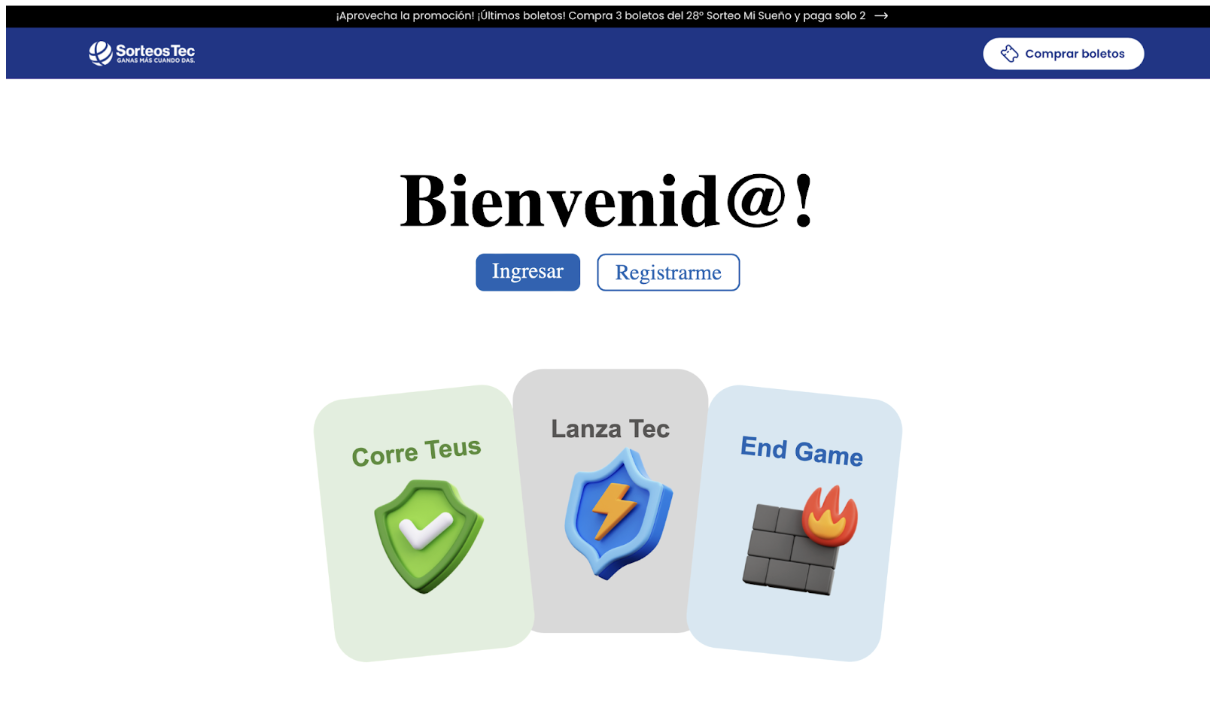 ¡Aprovecha la promoción! ¡Últimos boletos! Compra 3 boletos del 28º Sorteo Mi Sueño y paga solo 2 →
SorteosTec
GANAS MÁS CUANDO DAS.
Comprar boletos
Bienvenid@!
Ingresar
Registrarme
Corre Teus
Lanza Tec
End Game